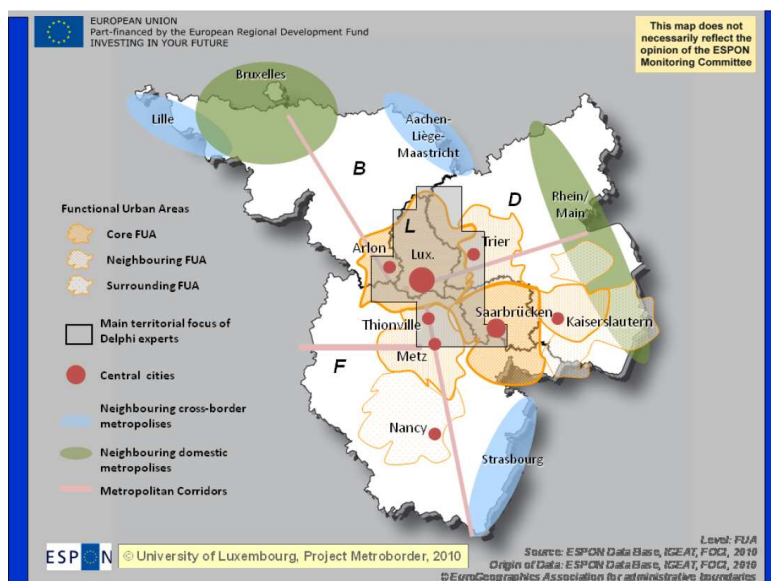 EUROPEAN UNION
Part-financed by the European Regional Development Fund
INVESTING IN YOUR FUTURE
This map does not
necessarily reflect the
opinion of the ESPON
Monitoring Committee
Bruxelles
Lille
Aachen-
Liège-
Maastricht
B
D
Rhein/
Main
Functional Urban Areas
Core FUA
Neighbouring FUA
Surrounding FUA
L
Arlon
Lux.
Trier
Main territorial focus of
Delphi experts
Thionville
Saarbrücken
Kaiserslautern
Metz
F
Central cities
Neighbouring cross-border
metropolises
Nancy
Strasbourg
Neighbouring domestic
metropolises
Metropolitan Corridors
ESPON
© University of Luxembourg, Project Metroborder, 2010
Level: FUA
Source: ESPON Data Base, IGEAT, FOCI, 2010
Origin of Data: ESPON Data Base, IGEAT, FOCI, 2010
© EuroGeographics Association for administrative boundaries